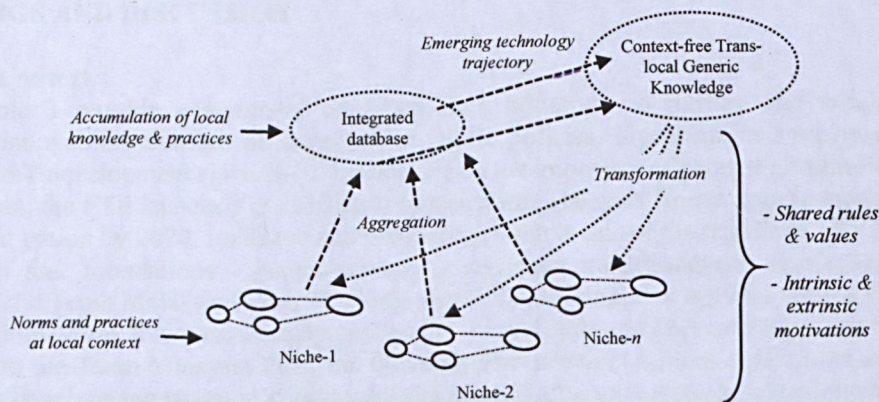 Emerging technology
trajectory
Context-free Trans-
local Generic
Knowledge
Accumulation of local
knowledge & practices
Integrated
database
Transformation
Aggregation
- Shared rules
& values
- Intrinsic &
extrinsic
motivations
Norms and practices
at local context
Niche-1
Niche-n
Niche-2